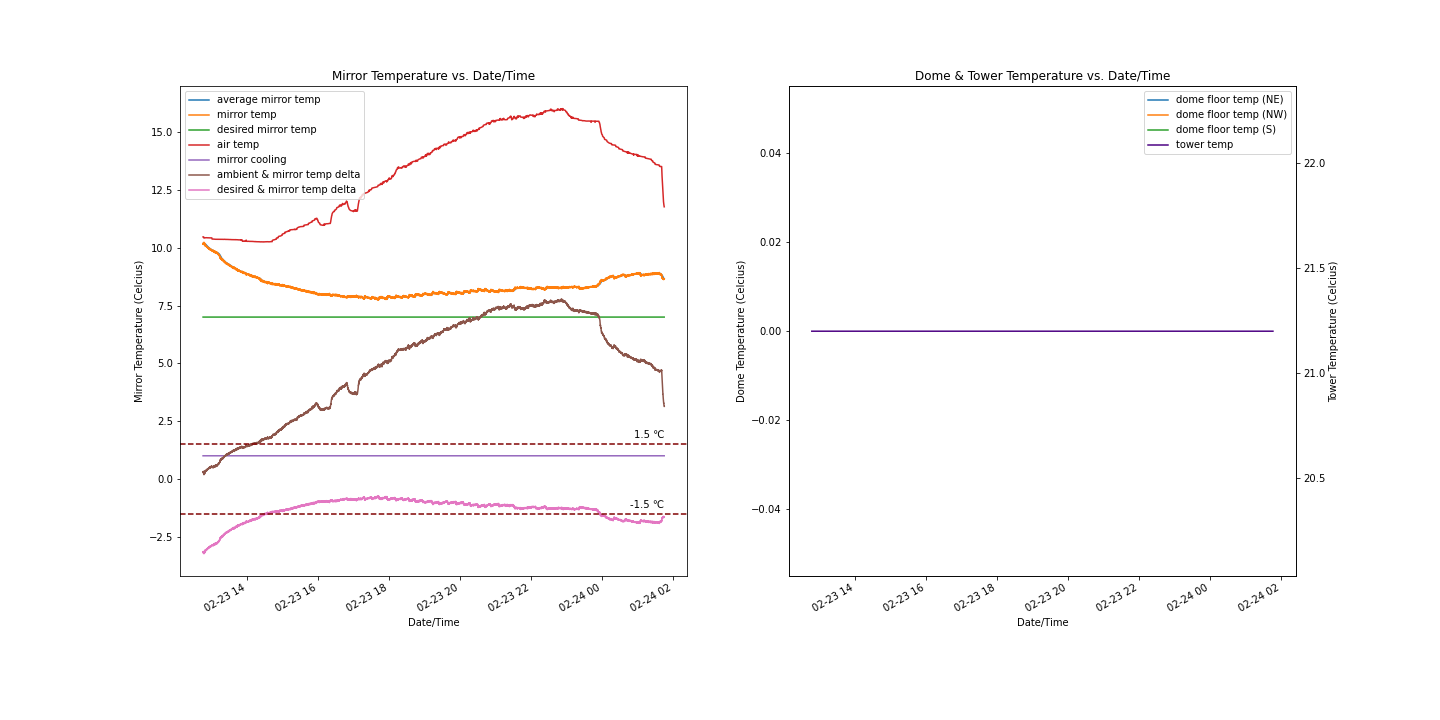 Mirror Temperature vs. Date/Time
average mirror temp
mirror temp
desired mirror temp
air temp
mirror cooling
ambient & mirror temp delta
desired & mirror temp delta
15.0
12.5
10.0
7.5
5.0
2.5
0.0
−2.5
Mirror Temperature (Celcius)
1.5 °C
-1.5 °C
02-23 14
02-23 16
02-23 18
02-23 20
02-23 22
02-24 00
02-24 02
Date/Time
Dome & Tower Temperature vs. Date/Time
dome floor temp (NE)
dome floor temp (NW)
dome floor temp (S)
tower temp
0.04
0.02
0.00
−0.02
−0.04
Dome Temperature (Celcius)
22.0
21.5
21.0
20.5
Tower Temperature (Celcius)
02-23 14
02-23 16
02-23 18
02-23 20
02-23 22
02-24 00
02-24 02
Date/Time